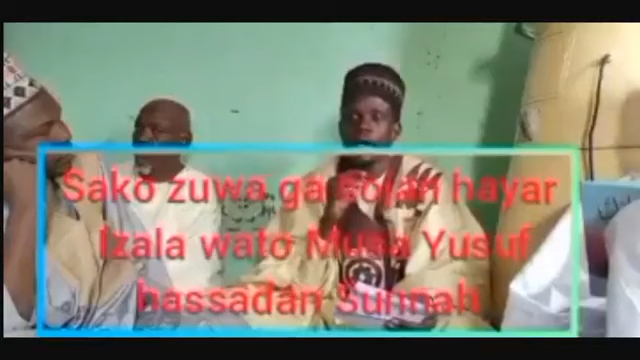 Sako zuwa ga sojan hayar
Izala wato Musa Yusuf
hassadan Sunnah